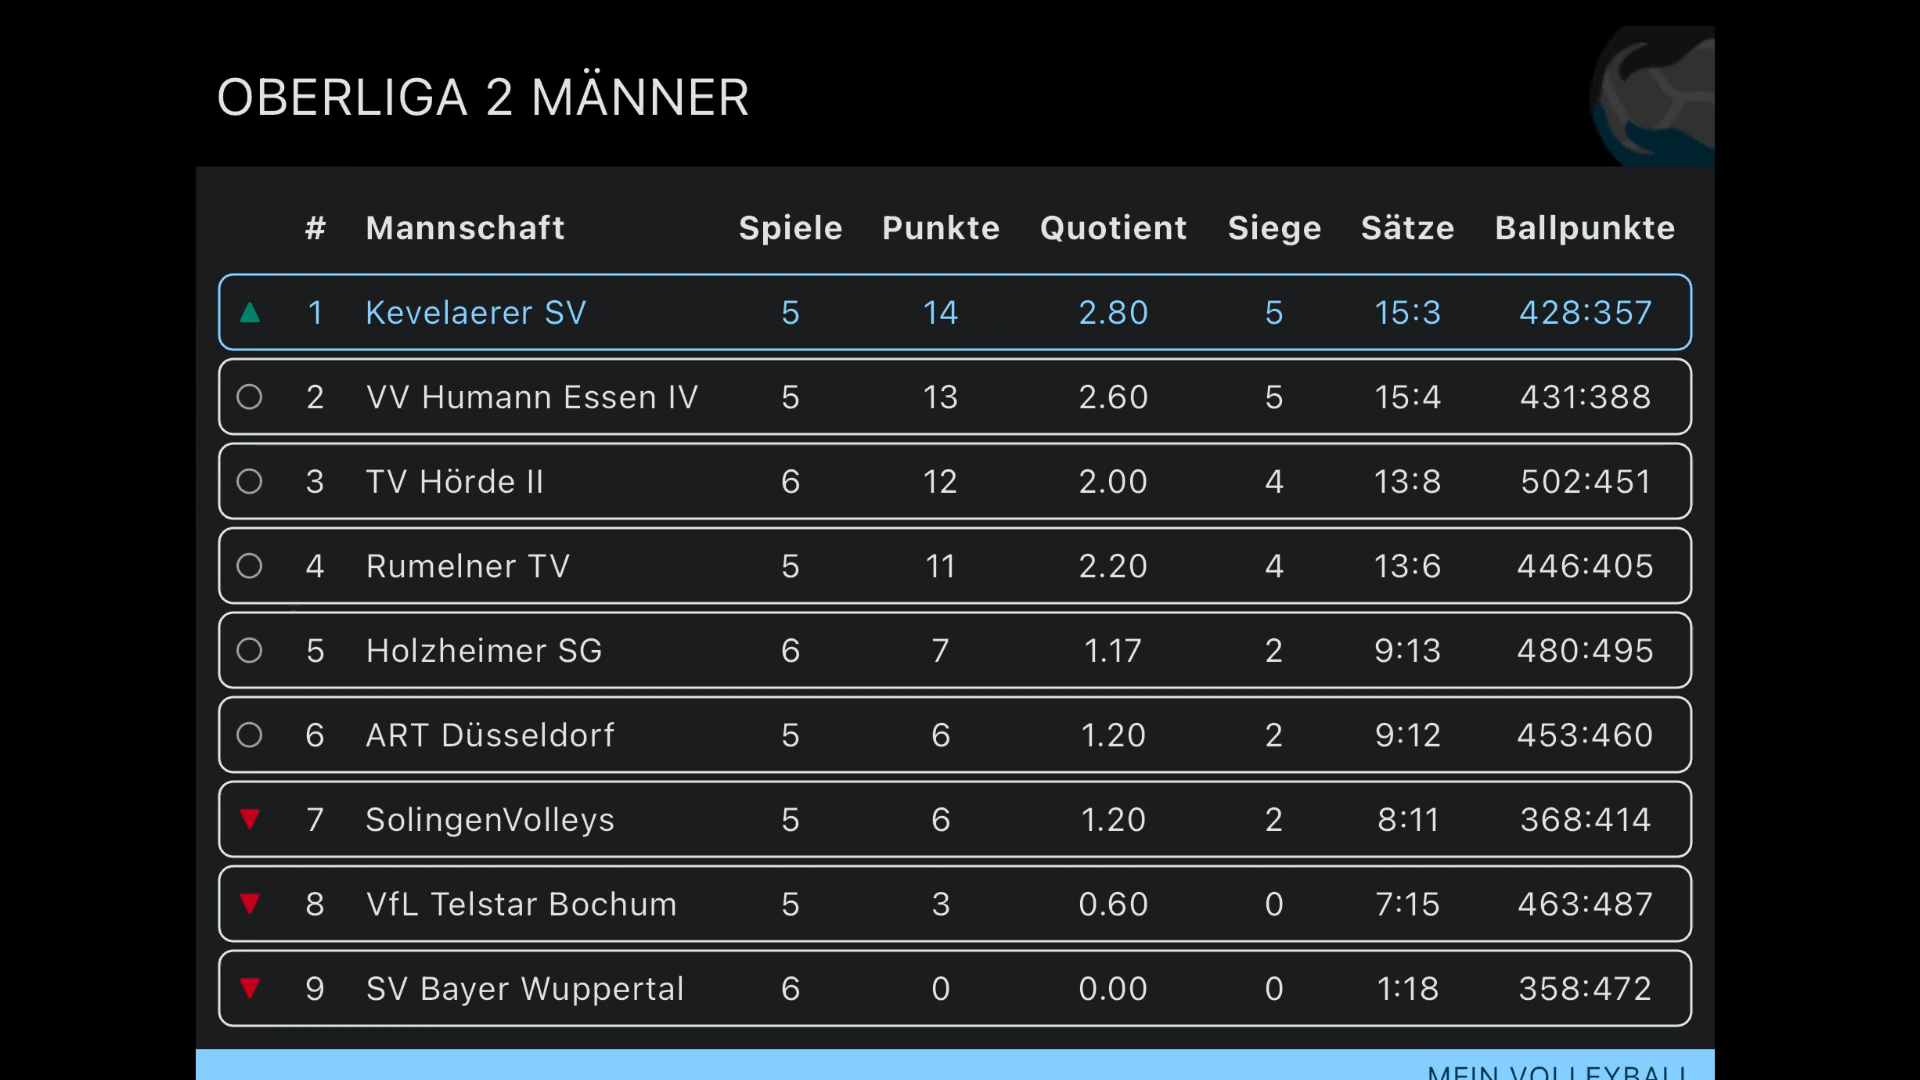 OBERLIGA 2 MÄNNER
# Mannschaft Spiele Punkte Quotient Siege Sätze Ballpunkte
1 Kevelaerer SV 5 14 2.80 5 15:3 428:357
2 VV Humann Essen IV 5 13 2.60 5 15:4 431:388
3 TV Hörde II 6 12 2.00 4 13:8 502:451
4 Rumelner TV 5 11 2.20 4 13:6 446:405
5 Holzheimer SG 6 7 1.17 2 9:13 480:495
6 ART Düsseldorf 5 6 1.20 2 9:12 453:460
7 SolingenVolleys 5 6 1.20 2 8:11 368:414
8 VfL Telstar Bochum 5 3 0.60 0 7:15 463:487
9 SV Bayer Wuppertal 6 0 0.00 0 1:18 358:472
MEIN VOLLEYBALL